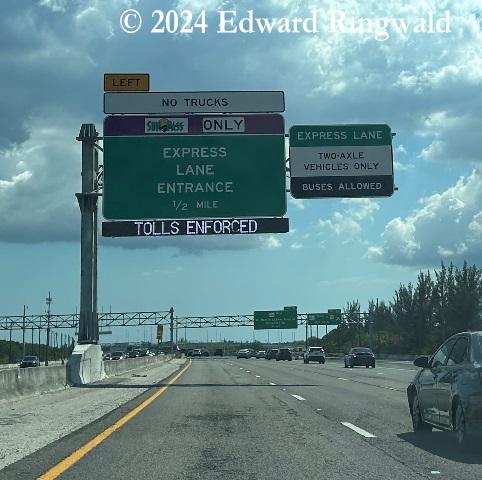 © 2024 Edward Ringwald
LEFT
NO TRUCKS
SUNPASS ONLY
EXPRESS
LANE
ENTRANCE
1/2 MILE
TOLLS ENFORCED
EXPRESS LANE
TWO-AXLE
VEHICLES ONLY
BUSES ALLOWED